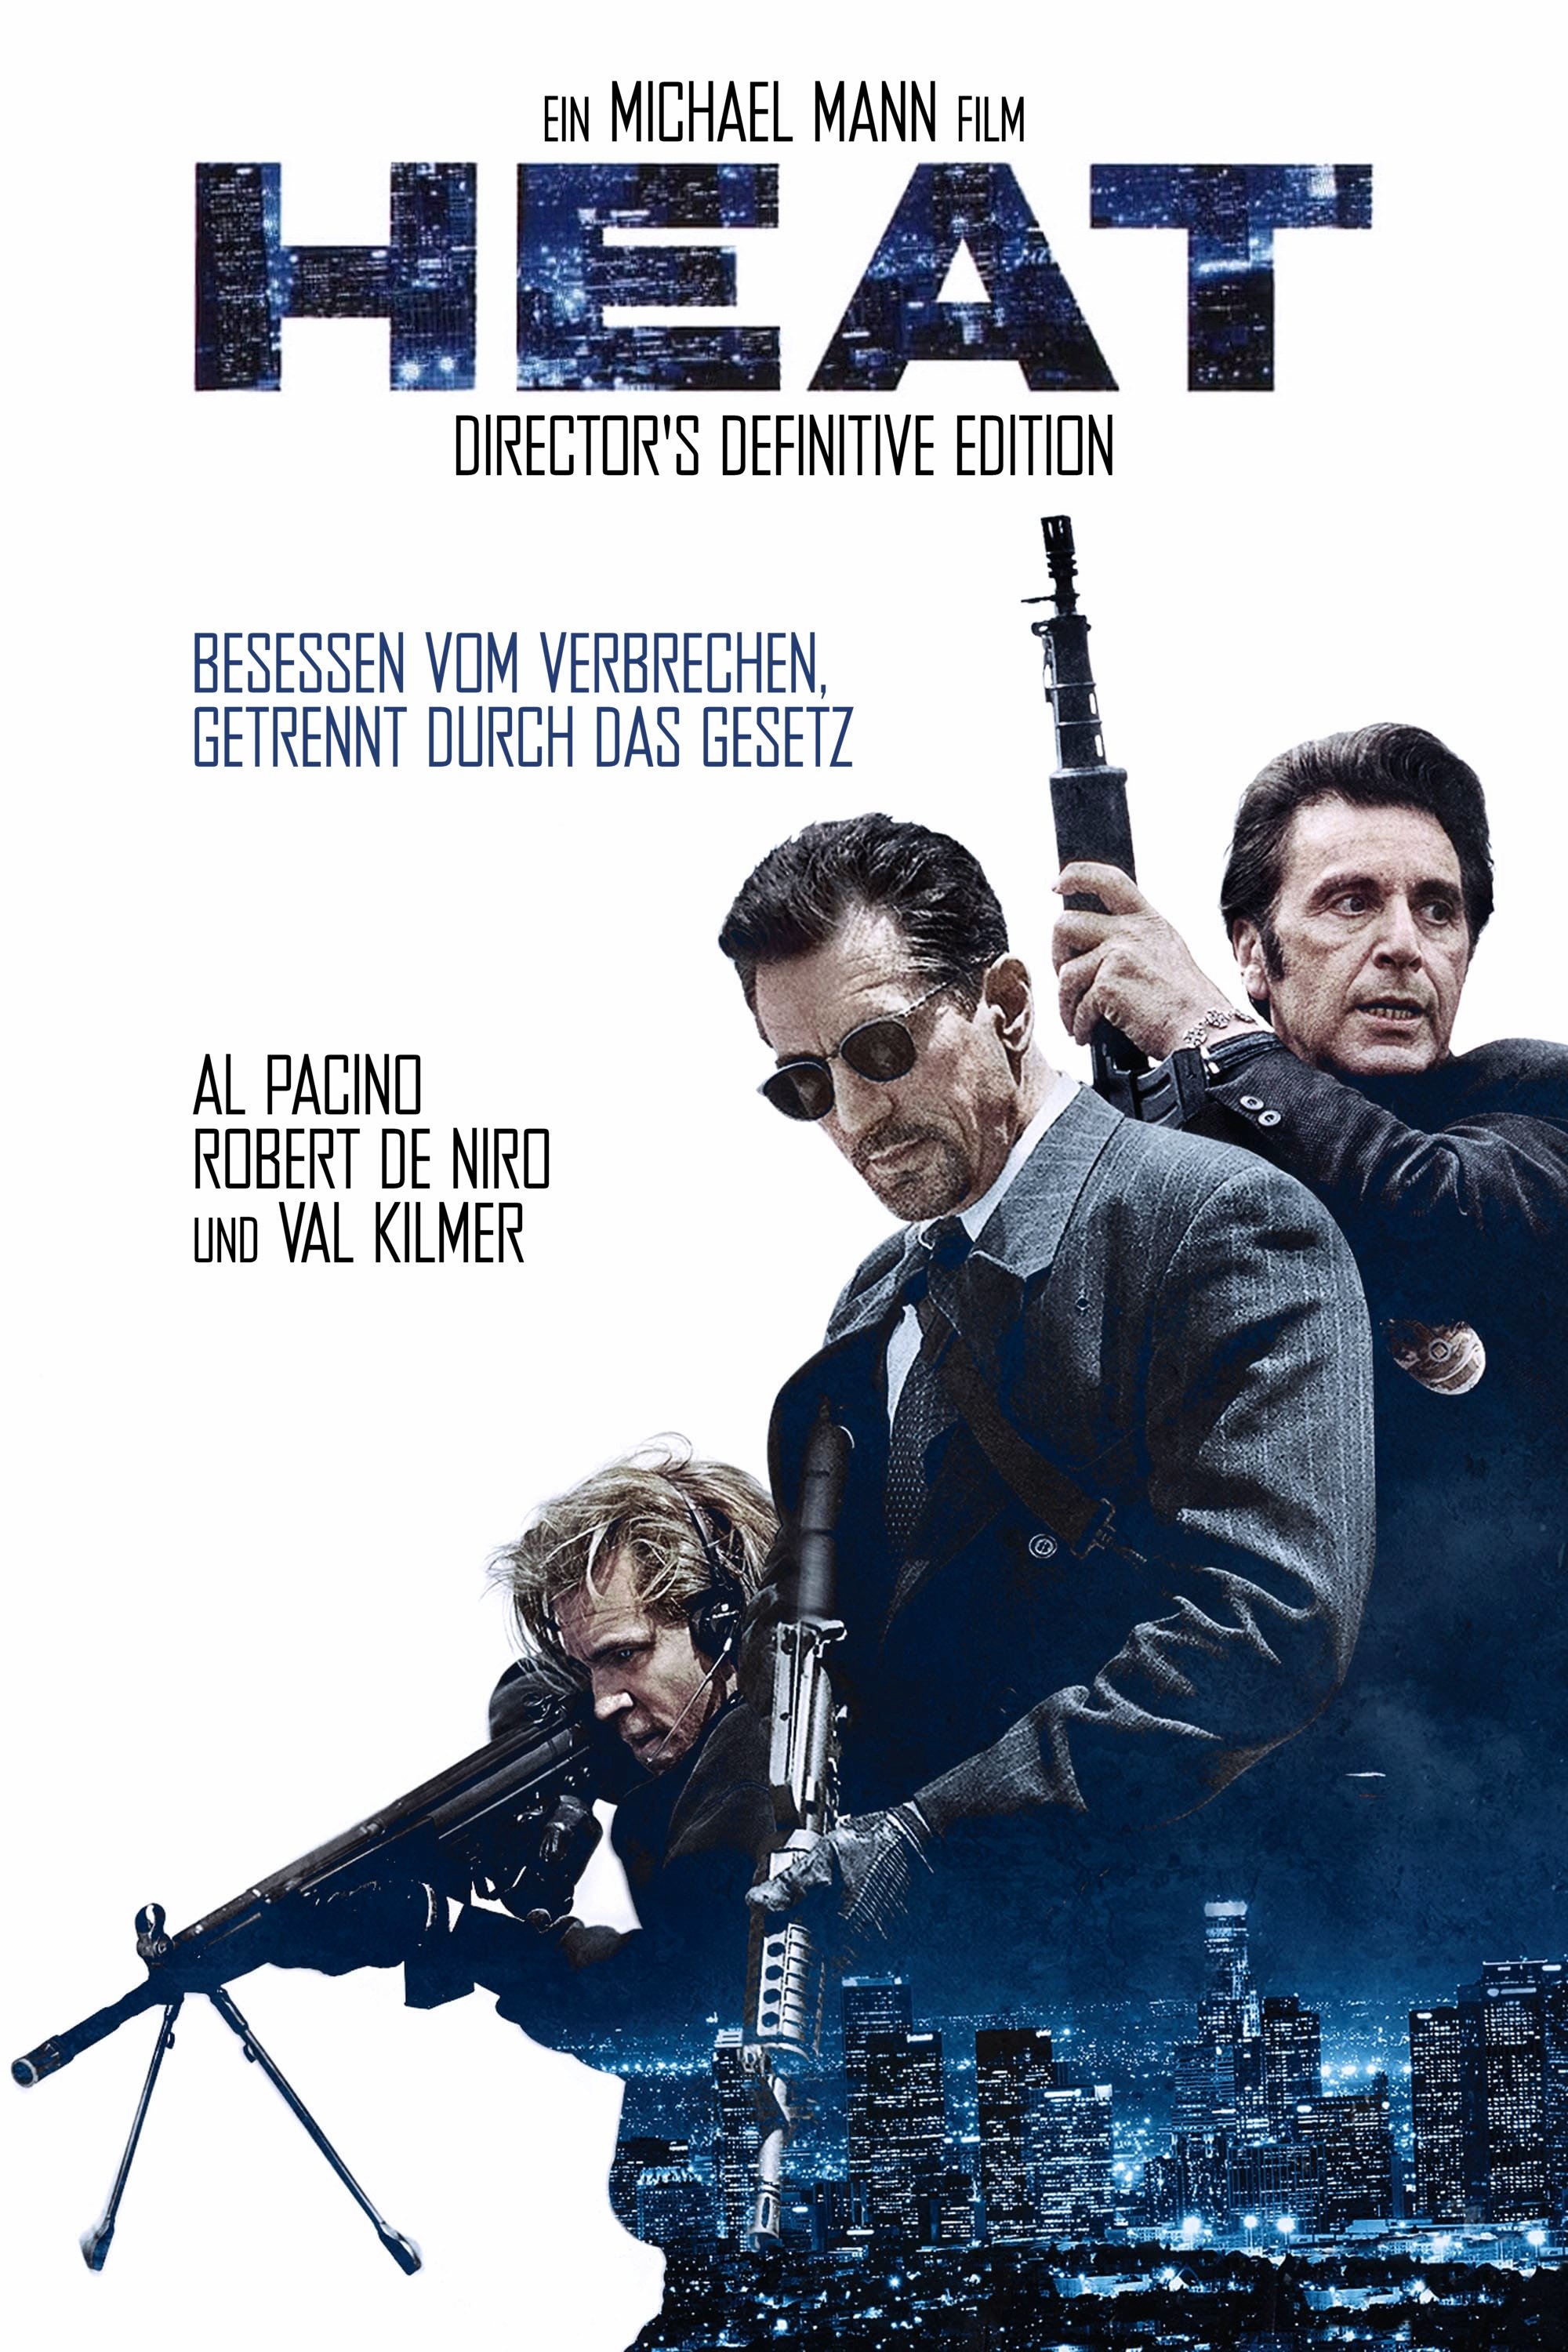 EIN MICHAEL MANN FILM
HEAT
DIRECTOR'S DEFINITIVE EDITION
BESESSEN VOM VERBRECHEN,
GETRENNT DURCH DAS GESETZ
AL PACINO
ROBERT DE NIRO
UND VAL KILMER